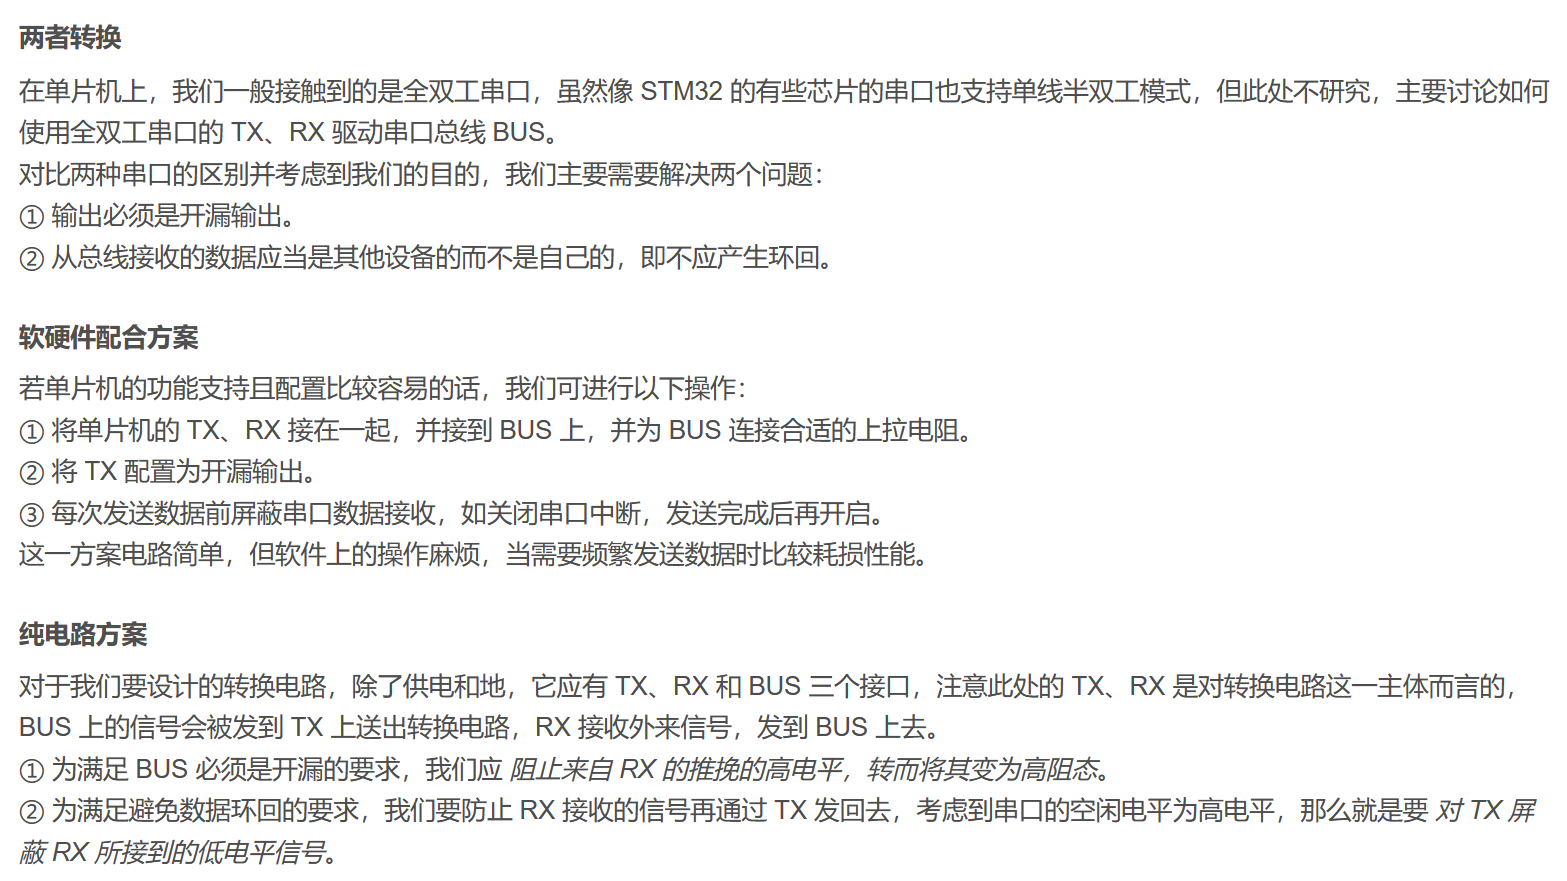 两者转换
在单片机上，我们一般接触到的是全双工串口，虽然像 STM32 的有些芯片的串口也支持单线半双工模式，但此处不研究，主要讨论如何
使用全双工串口的 TX、RX 驱动串口总线 BUS。
对比两种串口的区别并考虑到我们的目的，我们主要需要解决两个问题：
① 输出必须是开漏输出。
② 从总线接收的数据应当是其他设备的而不是自己的，即不应产生环回。
软硬件配合方案
若单片机的功能支持且配置比较容易的话，我们可进行以下操作：
① 将单片机的 TX、RX 接在一起，并接到 BUS 上，并为 BUS 连接合适的上拉电阻。
② 将 TX 配置为开漏输出。
③ 每次发送数据前屏蔽串口数据接收，如关闭串口中断，发送完成后再开启。
这一方案电路简单，但软件上的操作麻烦，当需要频繁发送数据时比较耗损性能。
纯电路方案
对于我们要设计的转换电路，除了供电和地，它应有 TX、RX 和 BUS 三个接口，注意此处的 TX、RX 是对转换电路这一主体而言的，
BUS 上的信号会被发到 TX 上送出转换电路，RX 接收外来信号，发到 BUS 上去。
① 为满足 BUS 必须是开漏的要求，我们应 阻止来自 RX 的推挽的高电平，转而将其变为高阻态。
② 为满足避免数据环回的要求，我们要防止 RX 接收的信号再通过 TX 发回去，考虑到串口的空闲电平为高电平，那么就是要 对 TX 屏
蔽 RX 所接到的低电平信号。